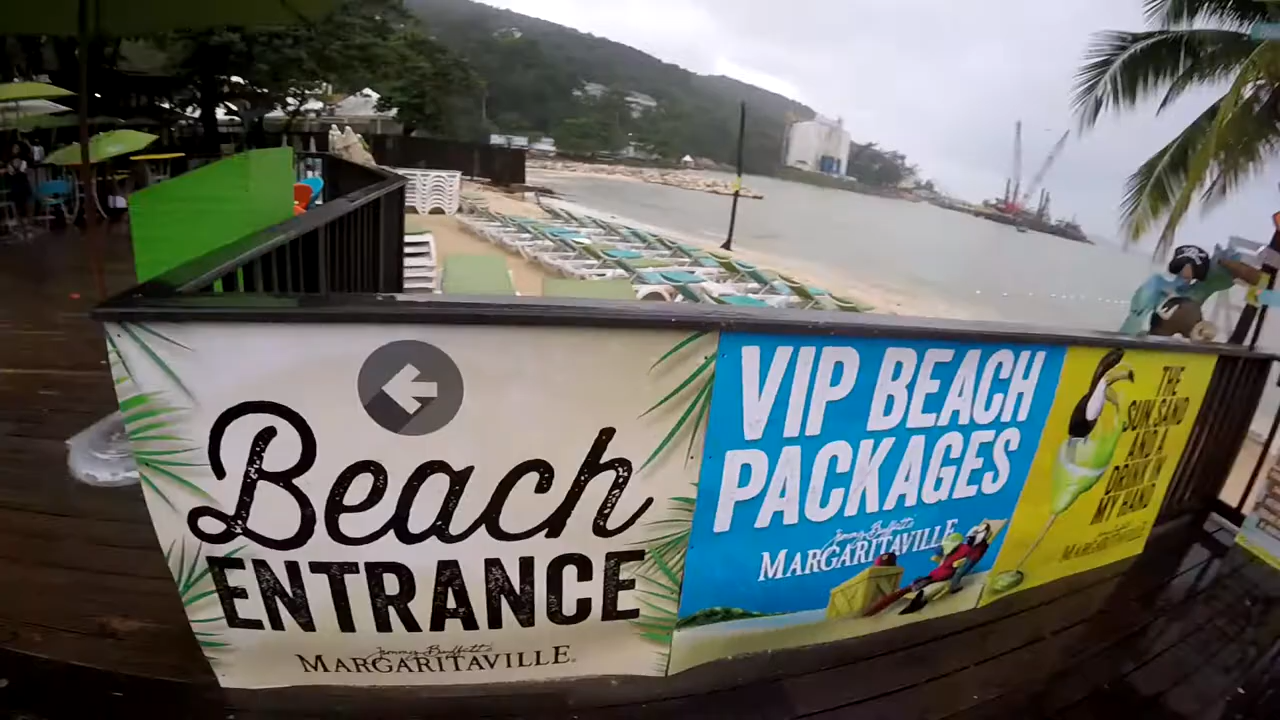 Beach
ENTRANCE
Jimmy Buffett's
MARGARITAVILLE
VIP BEACH
PACKAGES
Jimmy Buffett's
MARGARITAVILLE
THE
SUN, SAND
AND A
DRINK IN
MY HAND
MARGARITAVILLE